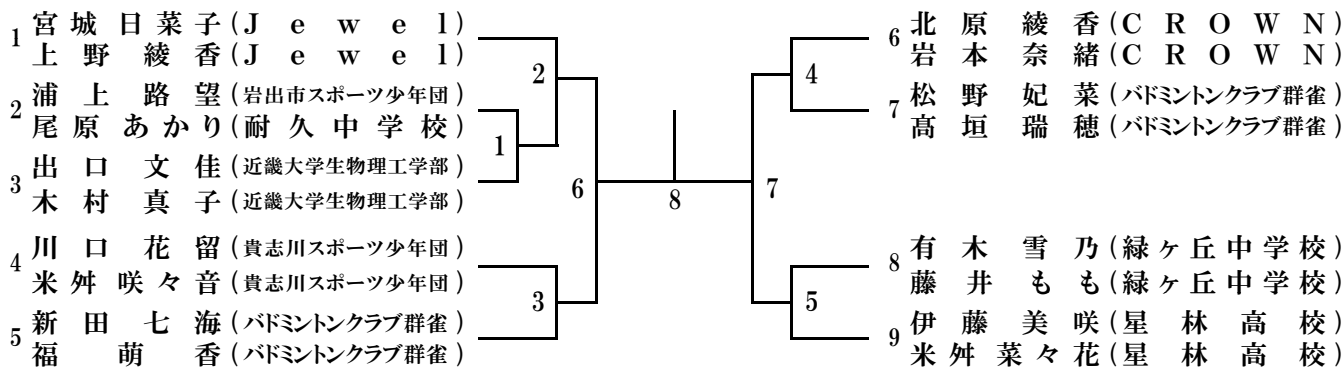 1 宮城日菜子(Jewel)
上野綾香(Jewel)
2 浦上路望(岩出市スポーツ少年団)
尾原あかり(耐久中学校)
3 出口文佳(近畿大学生物理工学部)
木村真子(近畿大学生物理工学部)
4 川口花留(貴志川スポーツ少年団)
米舛咲々音(貴志川スポーツ少年団)
5 新田七海(バドミントンクラブ群雀)
福萌香(バドミントンクラブ群雀)
2
1
6
3
8
7
4
5
6 北原綾香(CROWN)
岩本奈緒(CROWN)
7 松野妃菜(バドミントンクラブ群雀)
髙垣瑞穂(バドミントンクラブ群雀)
8 有木雪乃(緑ヶ丘中学校)
藤井もも(緑ヶ丘中学校)
9 伊藤美咲(星林高校)
米舛菜々花(星林高校)